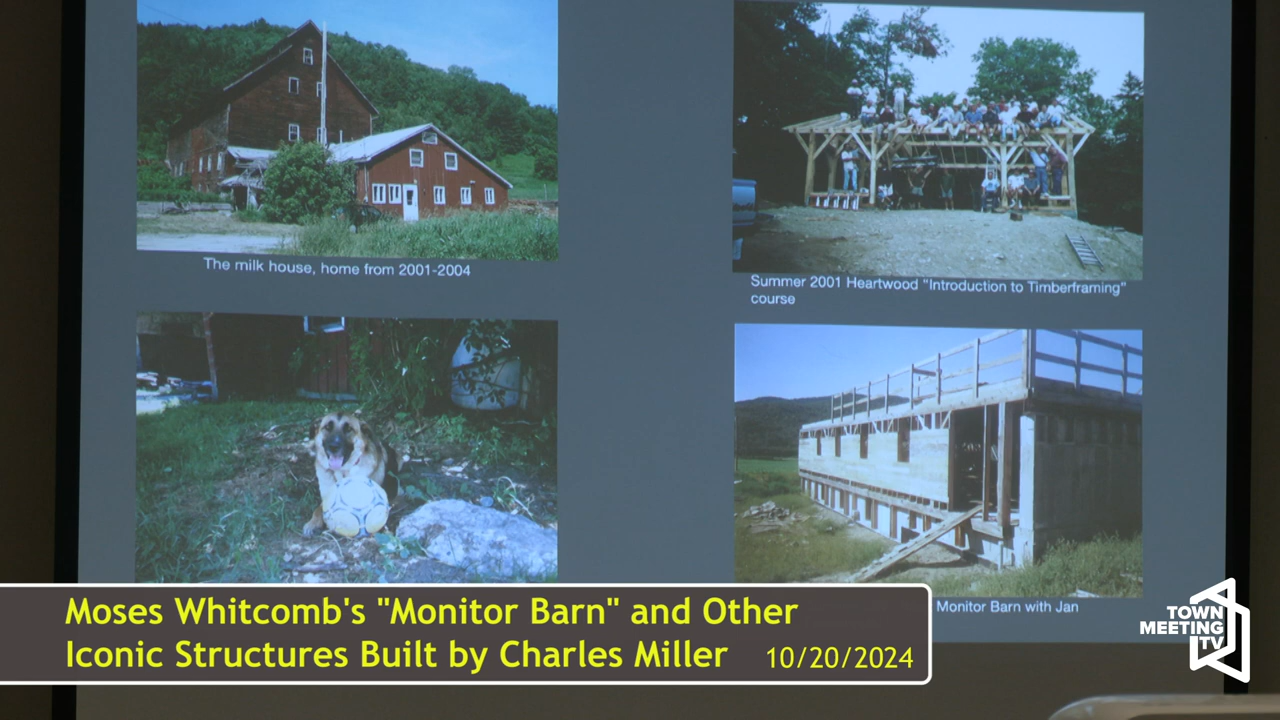 The milk house, home from 2001-2004
Summer 2001 Heartwood "Introduction to Timberframing"
course
Monitor Barn with Jan
Moses Whitcomb's "Monitor Barn" and Other
Iconic Structures Built by Charles Miller
10/20/2024
TOWN
MEETING
TV